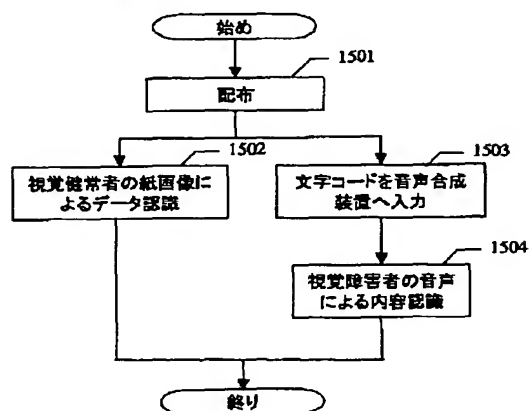 始め
1501
配布
1502
視覚健常者の紙画像に
よるデータ認識
1503
文字コードを音声合成
装置へ入力
1504
視覚障害者の音声
による内容認識
終り